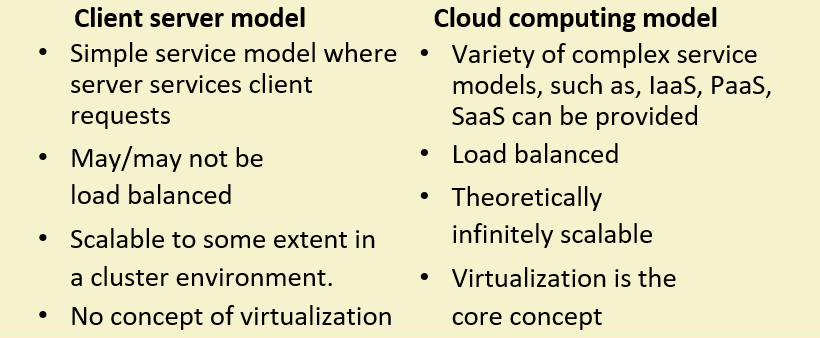 Client server model
• Simple service model where
server services client
requests
• May/may not be
load balanced
• Scalable to some extent in
a cluster environment.
• No concept of virtualization
Cloud computing model
• Variety of complex service
models, such as, IaaS, PaaS,
SaaS can be provided
• Load balanced
• Theoretically
infinitely scalable
• Virtualization is the
core concept